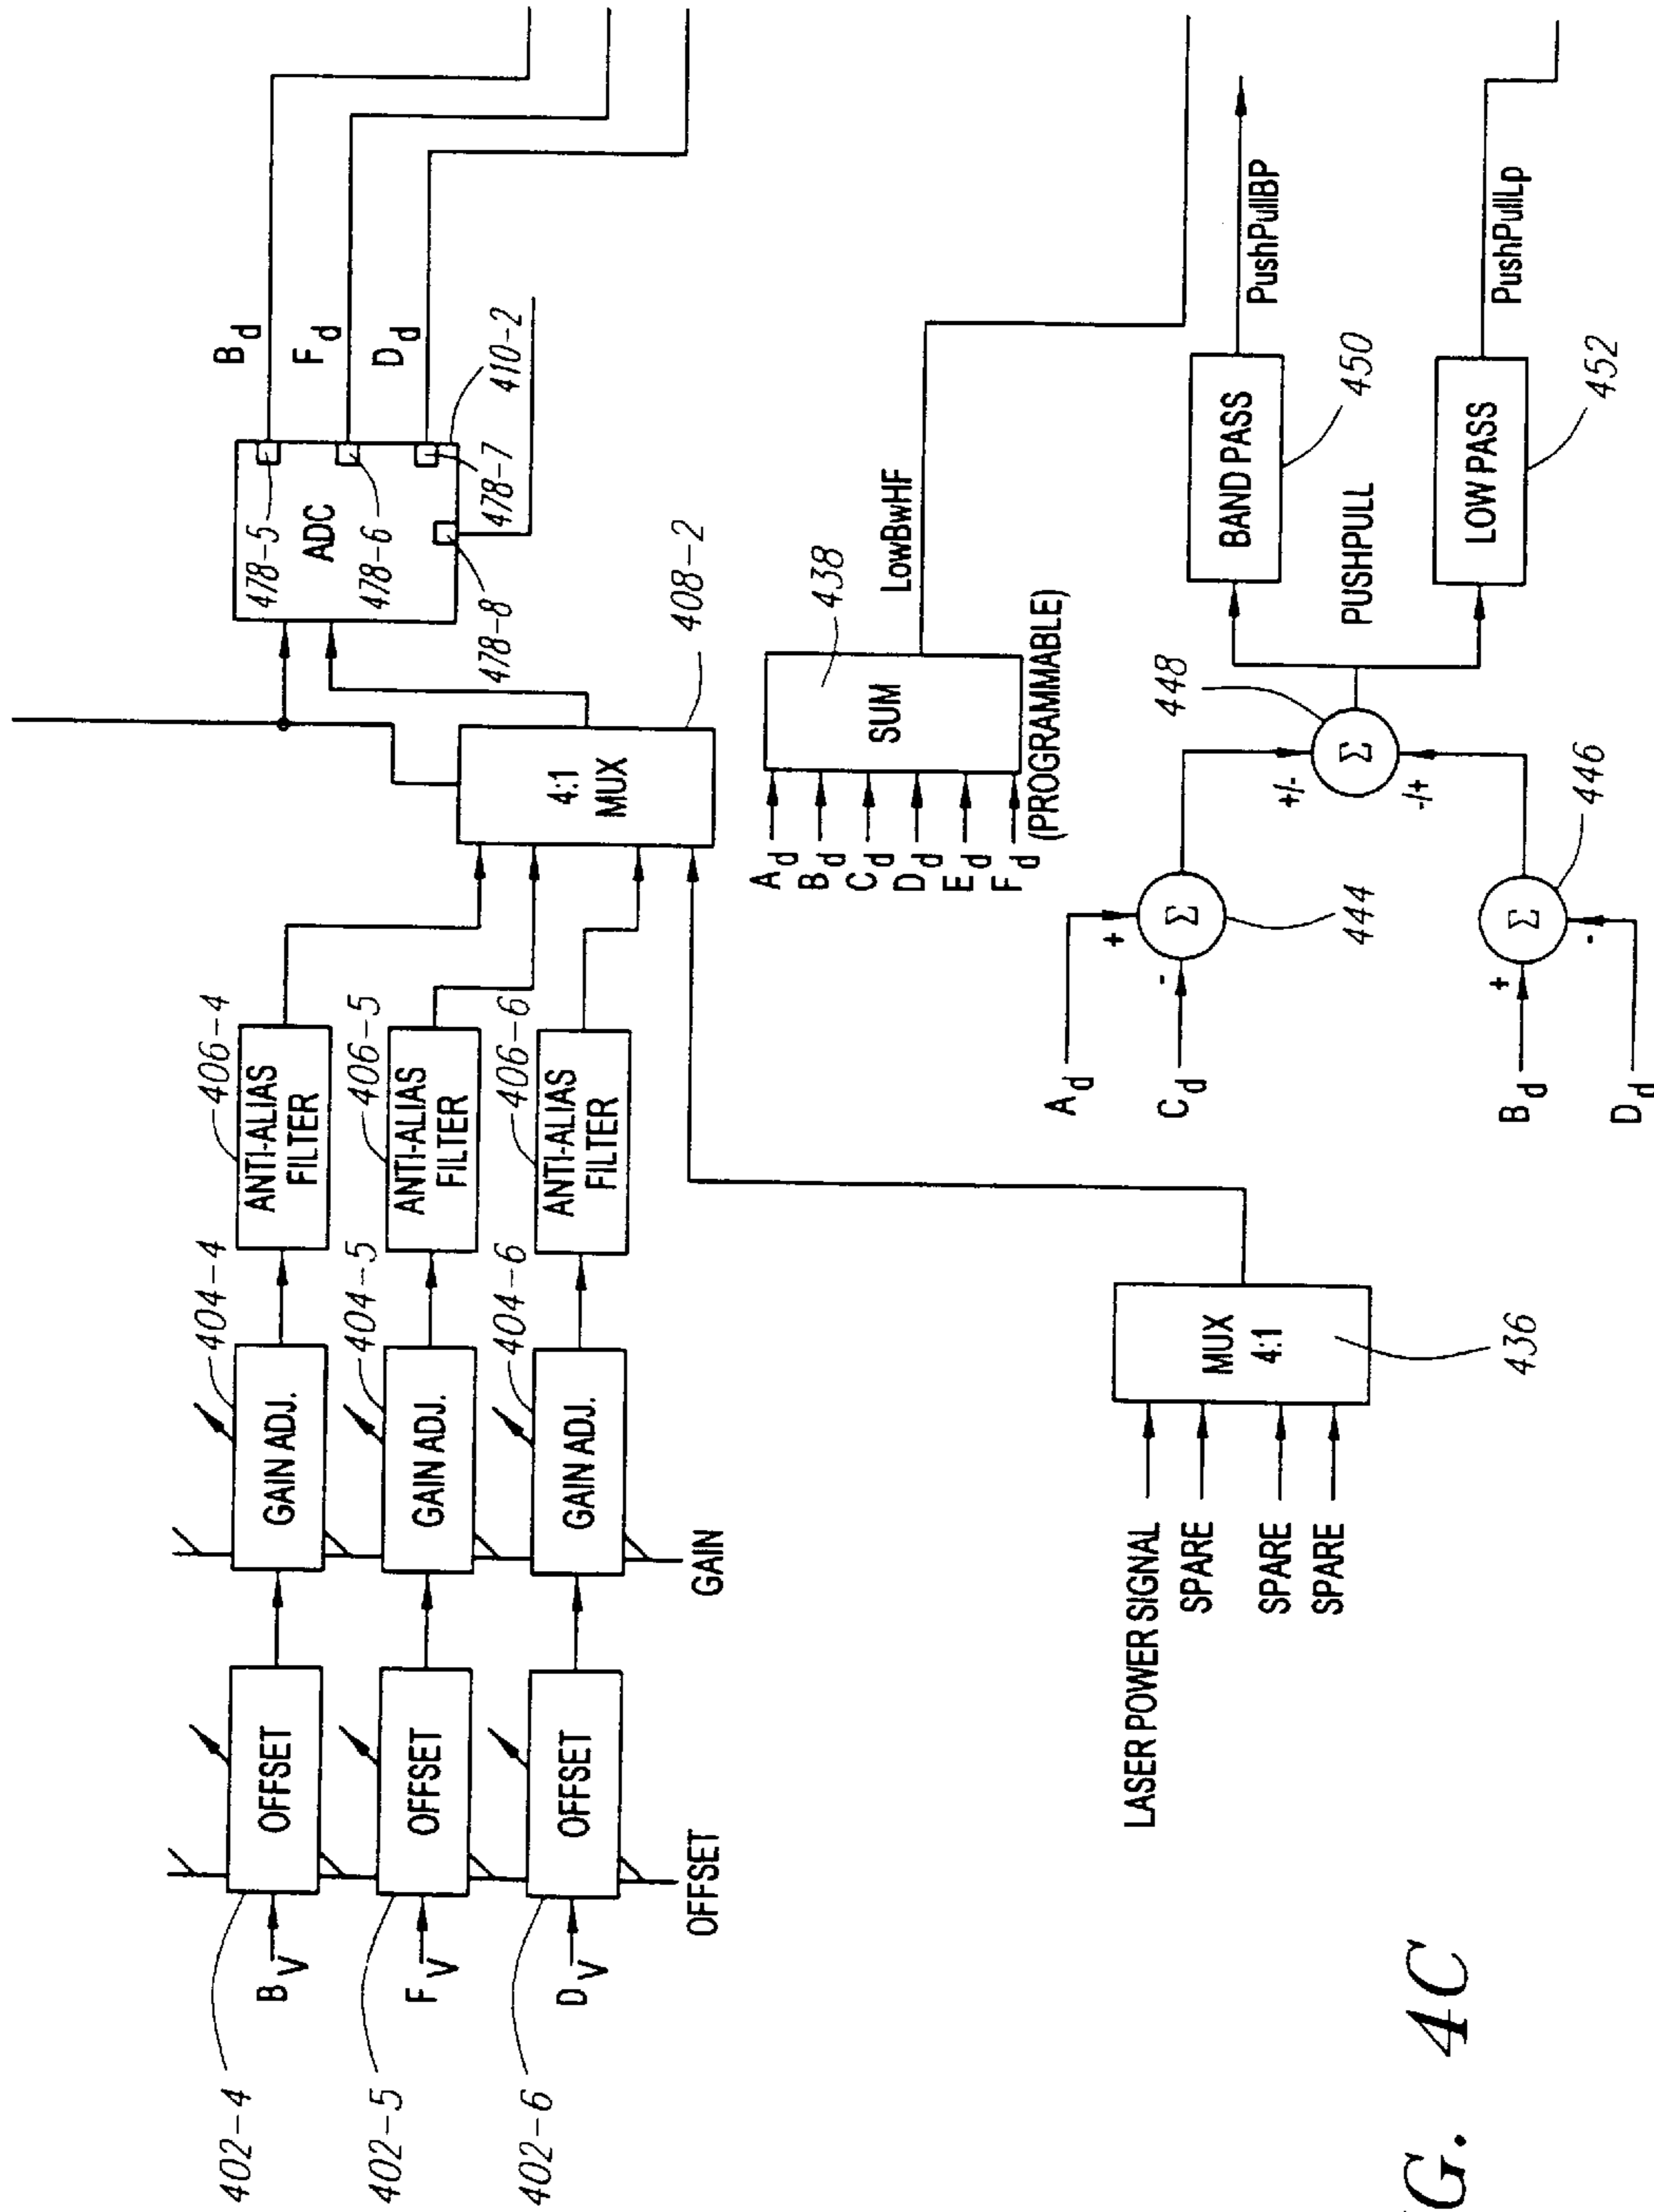 402-4
B_V
OFFSET
404-4
GAIN ADJ.
406-4
ANTI-ALIAS
FILTER
402-5
F_V
OFFSET
404-5
GAIN ADJ.
406-5
ANTI-ALIAS
FILTER
402-6
D_V
OFFSET
404-6
GAIN ADJ.
406-6
ANTI-ALIAS
FILTER
OFFSET
GAIN
4:1
MUX
408-2
ADC
478-5
478-6
478-7
478-8
410-2
B_d
F_d
D_d
A_d
B_d
C_d
D_d
E_d
F_d
(PROGRAMMABLE)
SUM
438
LowBwHF
LASER POWER SIGNAL
SPARE
SPARE
SPARE
MUX
4:1
436
A_d
C_d
+
-
Σ
444
B_d
D_d
+
-
Σ
446
+/-
-/+
Σ
448
PUSHPULL
BAND PASS
450
PushPullBP
LOW PASS
452
PushPullLp
G. 4C